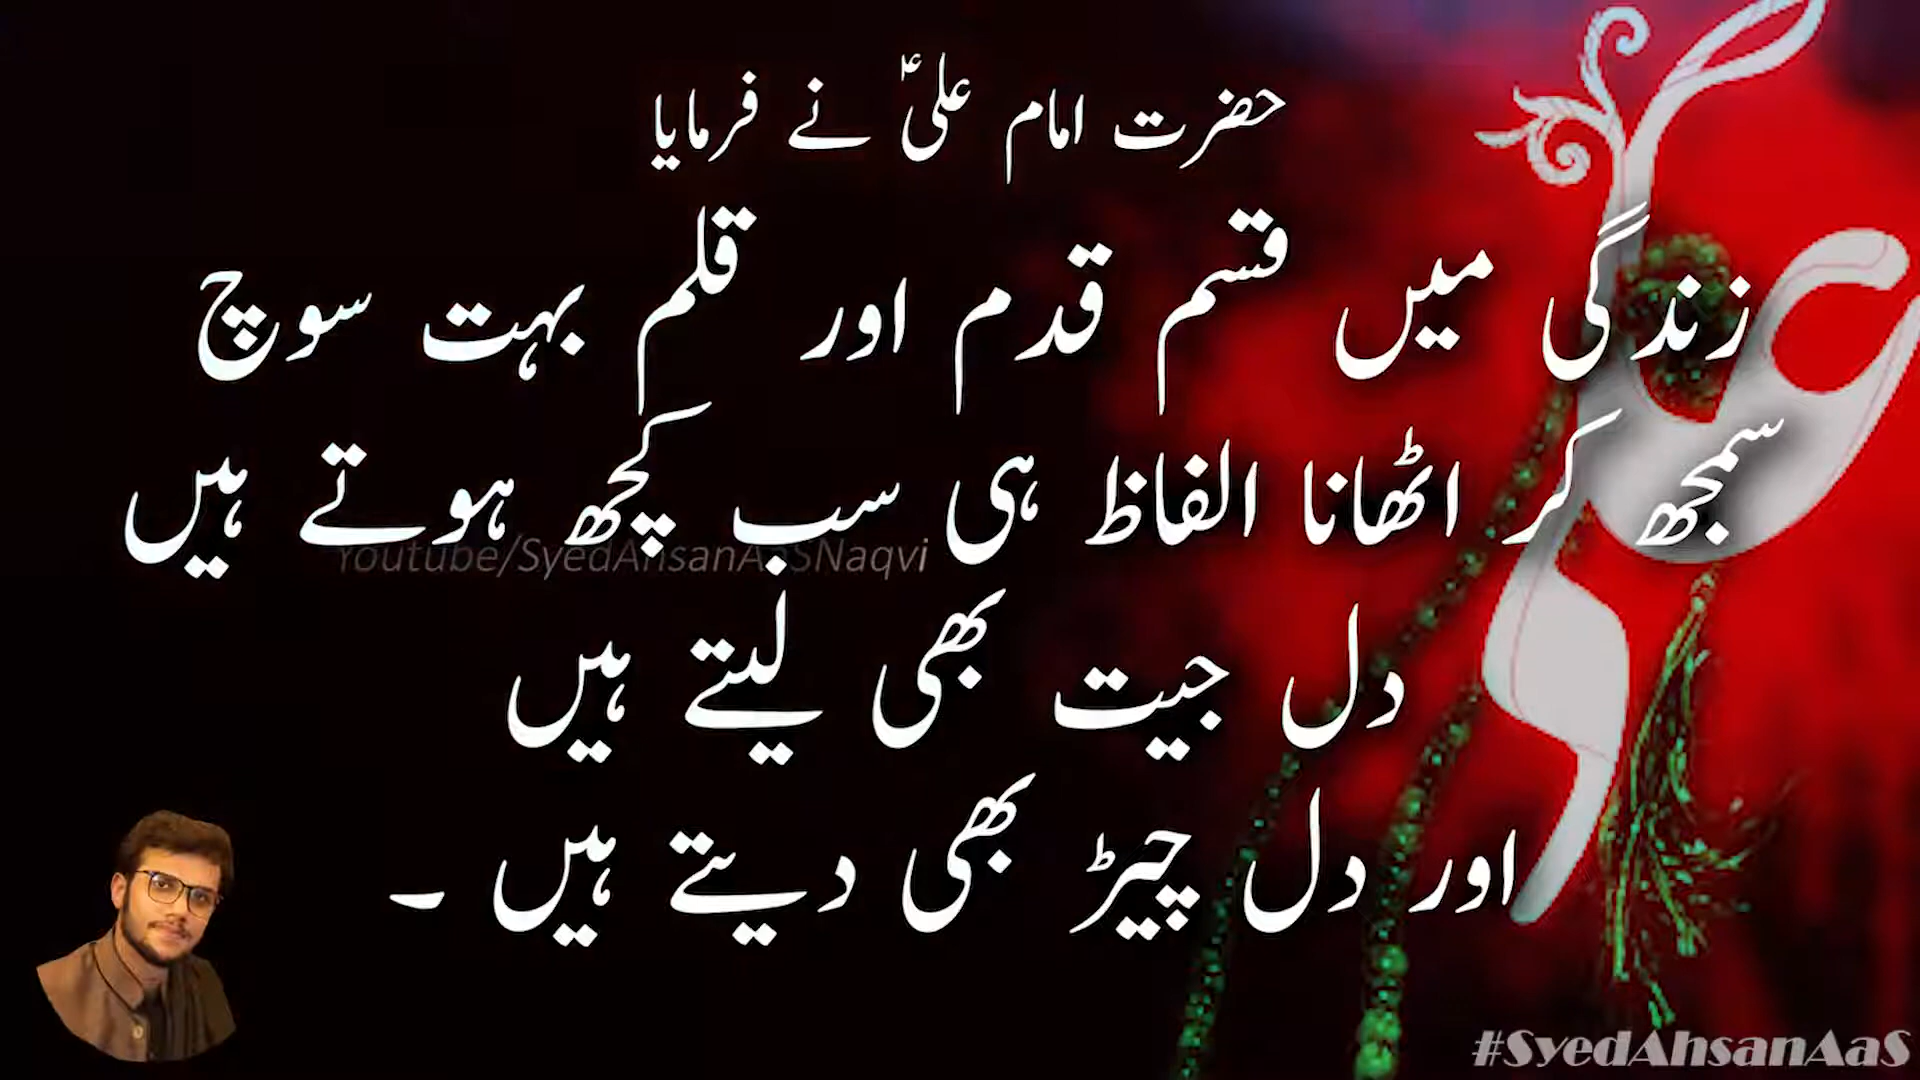 حضرت امام علیؑ نے فرمایا
زندگی میں قسم قدم اور قلم بہت سوچ
سمجھ کر اٹھانا الفاظ ہی سب کچھ ہوتے ہیں
Youtube/SyedAhsanAaSNaqvi
دل جیت بھی لیتے ہیں
اور دل چیڑ بھی دیتے ہیں ۔
#SyedAhsanAaS